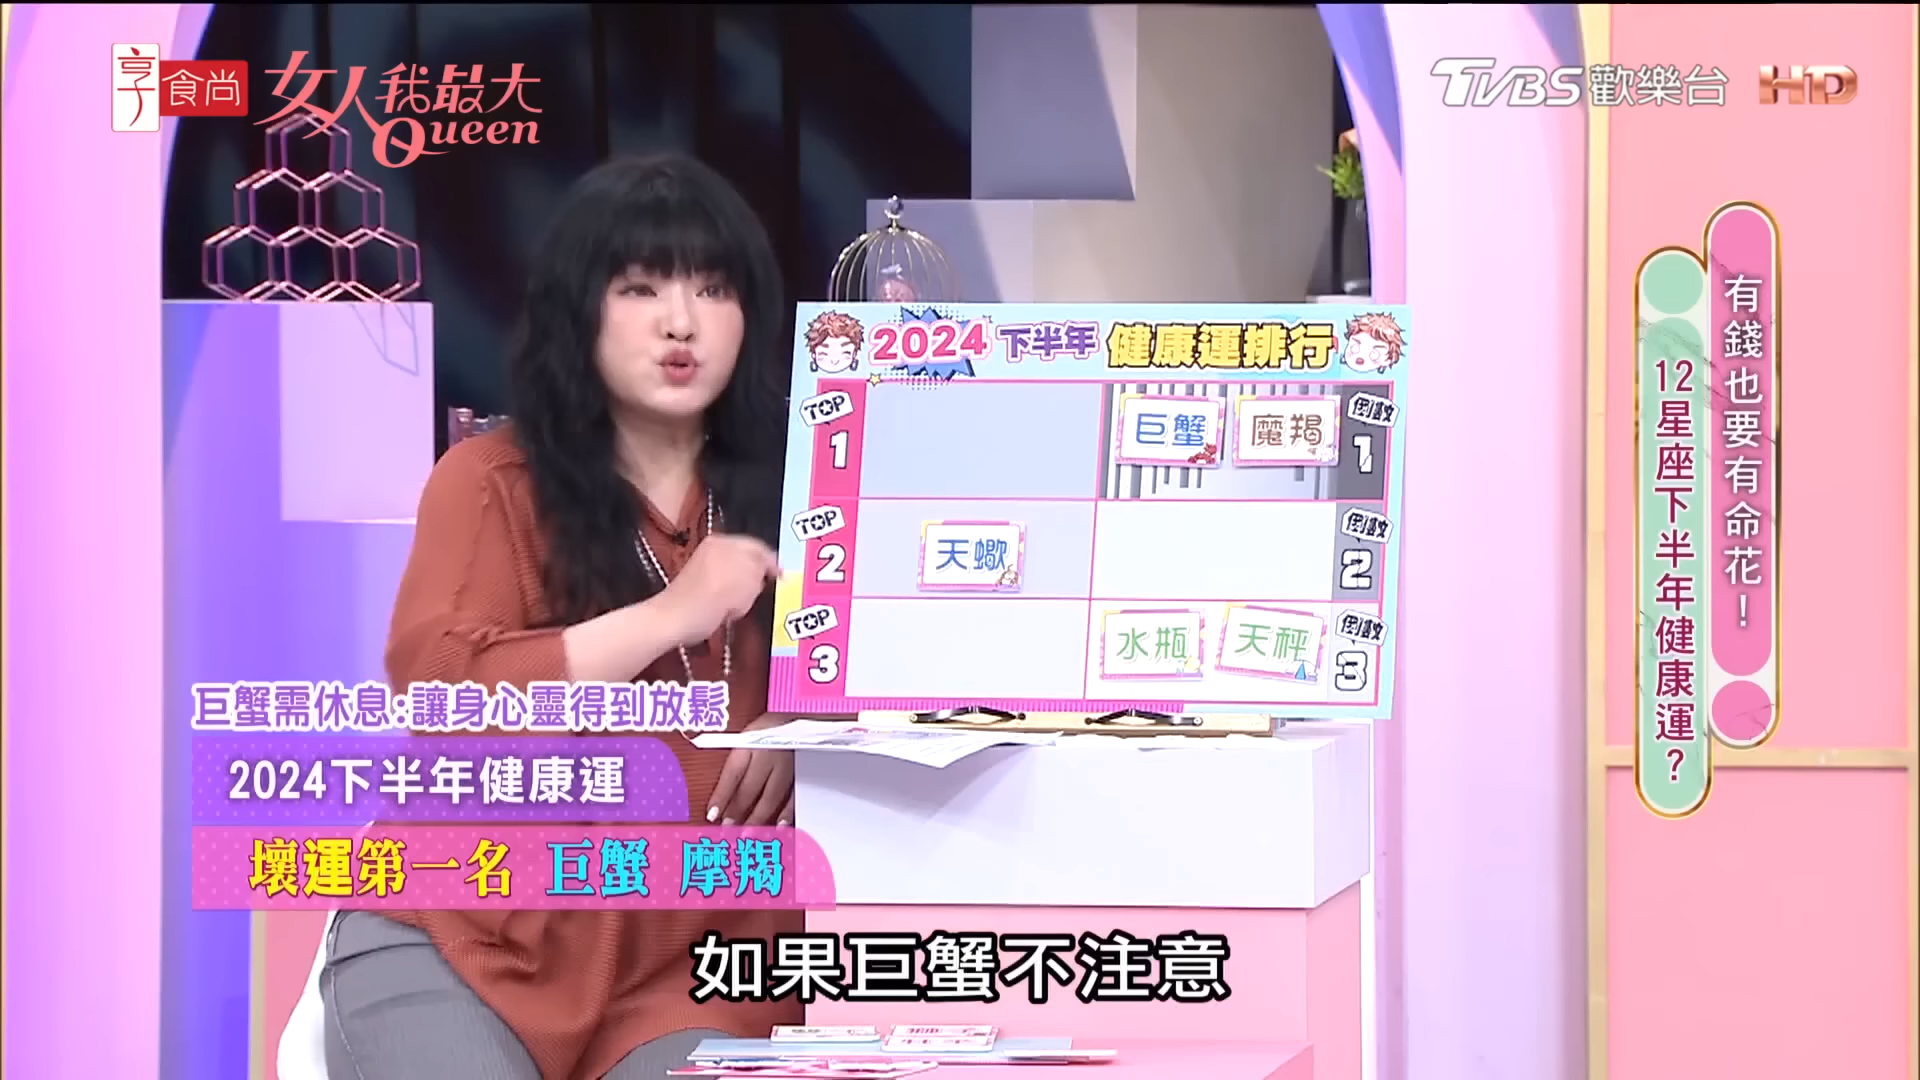 享食尚
女人我最大
Queen
TVBS歡樂台 HD
有錢也要有命花！
12星座下半年健康運？
2024下半年健康運排行
TOP 1
巨蟹 魔羯
倒數 1
TOP 2
天蠍
倒數 2
TOP 3
水瓶 天秤
倒數 3
巨蟹需休息:讓身心靈得到放鬆
2024下半年健康運
壞運第一名 巨蟹 摩羯
如果巨蟹不注意